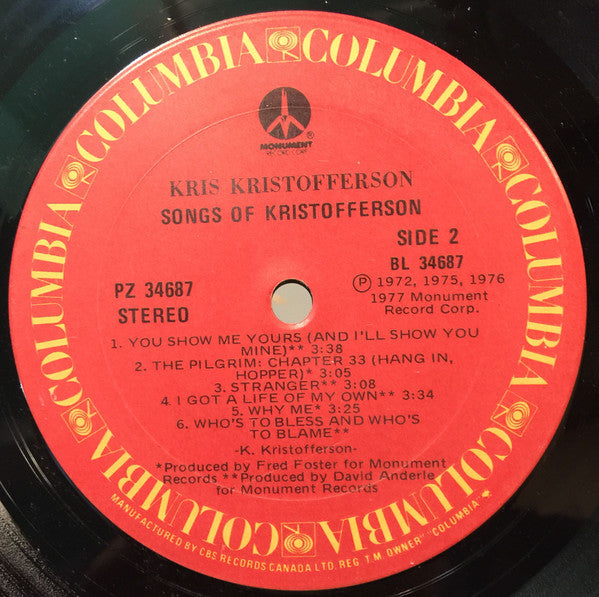 COLUMBIA COLUMBIA COLUMBIA COLUMBIA COLUMBIA COLUMBIA
MONUMENT ®
RECORD CORP.
KRIS KRISTOFFERSON
SONGS OF KRISTOFFERSON
SIDE 2
PZ 34687
STEREO
BL 34687
Ⓟ 1972, 1975, 1976
1977 Monument
Record Corp.
1. YOU SHOW ME YOURS (AND I'LL SHOW YOU
MINE)** 3:38
2. THE PILGRIM: CHAPTER 33 (HANG IN,
HOPPER)* 3:05
3. STRANGER** 3:08
4. I GOT A LIFE OF MY OWN** 3:34
5. WHY ME* 3:25
6. WHO'S TO BLESS AND WHO'S
TO BLAME**
-K. Kristofferson-
*Produced by Fred Foster for Monument
Records **Produced by David Anderle
for Monument Records
MANUFACTURED BY CBS RECORDS CANADA LTD. REG. T.M. OWNER "COLUMBIA."